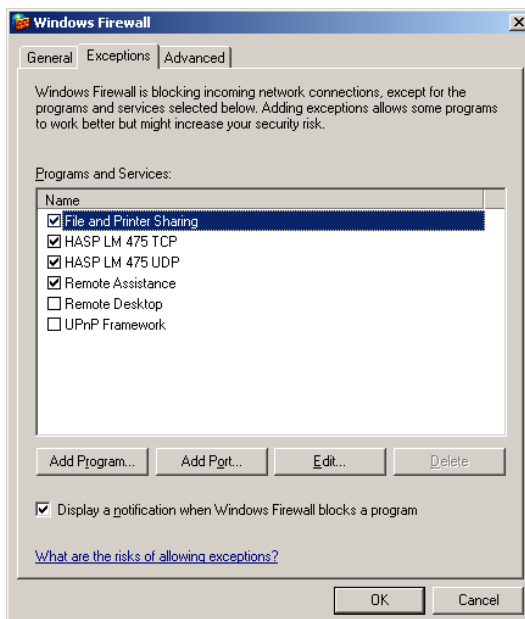 Windows Firewall
General Exceptions Advanced
Windows Firewall is blocking incoming network connections, except for the
programs and services selected below. Adding exceptions allows some programs
to work better but might increase your security risk.
Programs and Services:
Name
File and Printer Sharing
HASP LM 475 TCP
HASP LM 475 UDP
Remote Assistance
Remote Desktop
UPnP Framework
Add Program... Add Port... Edit... Delete
Display a notification when Windows Firewall blocks a program
What are the risks of allowing exceptions?
OK Cancel